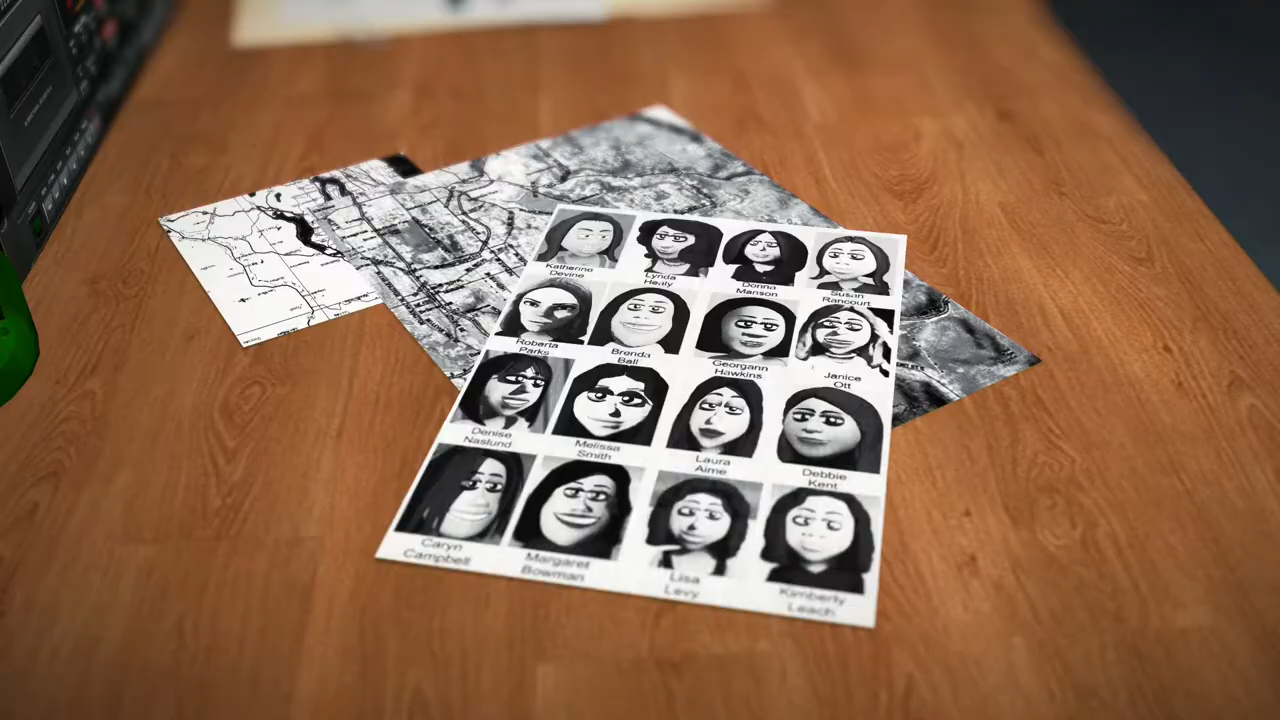 Katherine
Devine
Lynda
Healy
Donna
Manson
Susan
Rancourt
Roberta
Parks
Brenda
Ball
Georgann
Hawkins
Janice
Ott
Denise
Naslund
Melissa
Smith
Laura
Aime
Debbie
Kent
Caryn
Campbell
Margaret
Bowman
Lisa
Levy
Kimberly
Leach